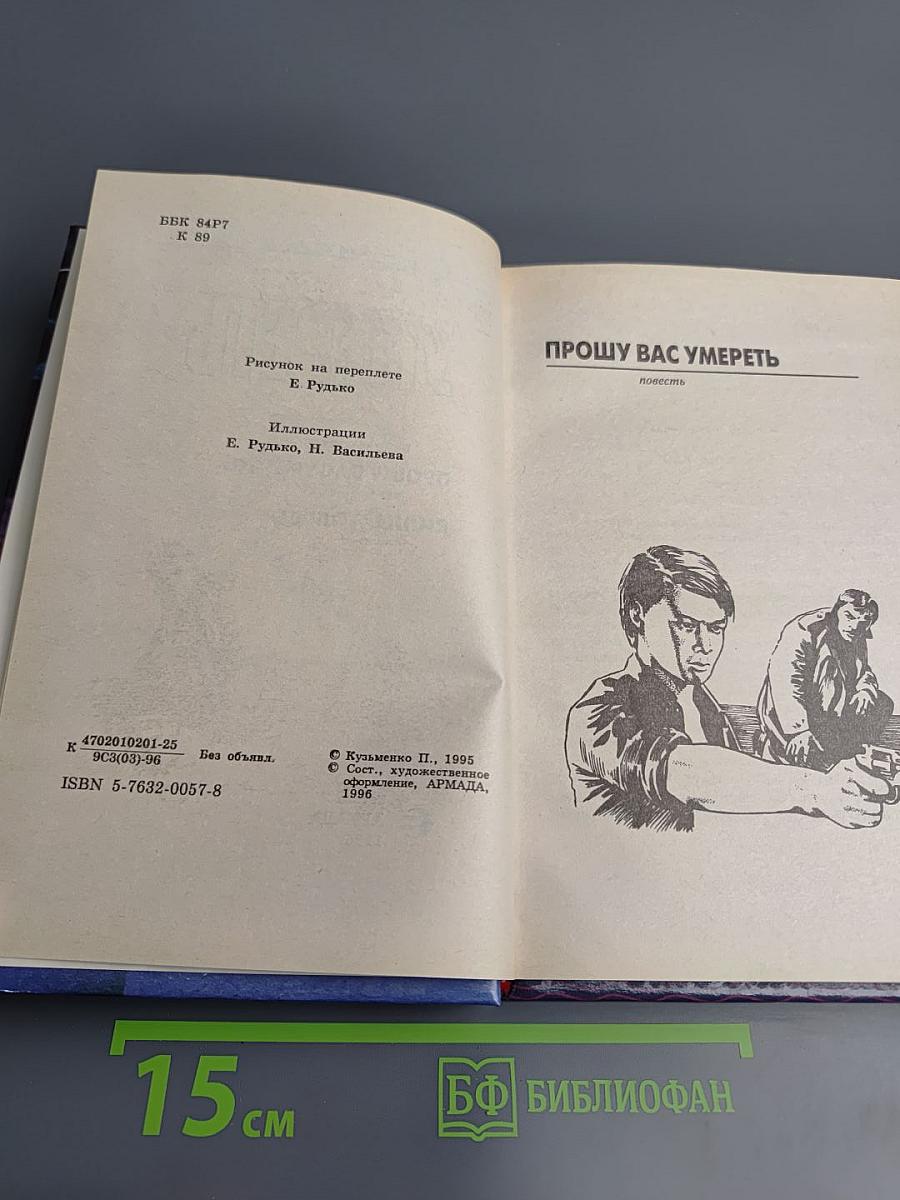 ББК 84Р7
К 89
Рисунок на переплете
Е. Рудько
Иллюстрации
Е. Рудько, Н. Васильева
К 4702010201-25
9С3(03)-96
Без объявл.
ISBN 5-7632-0057-8
© Кузьменко П., 1995
© Сост., художественное
оформление, АРМАДА,
1996
ПРОШУ ВАС УМЕРЕТЬ
повесть
15 см
БФ БИБЛИОФАН